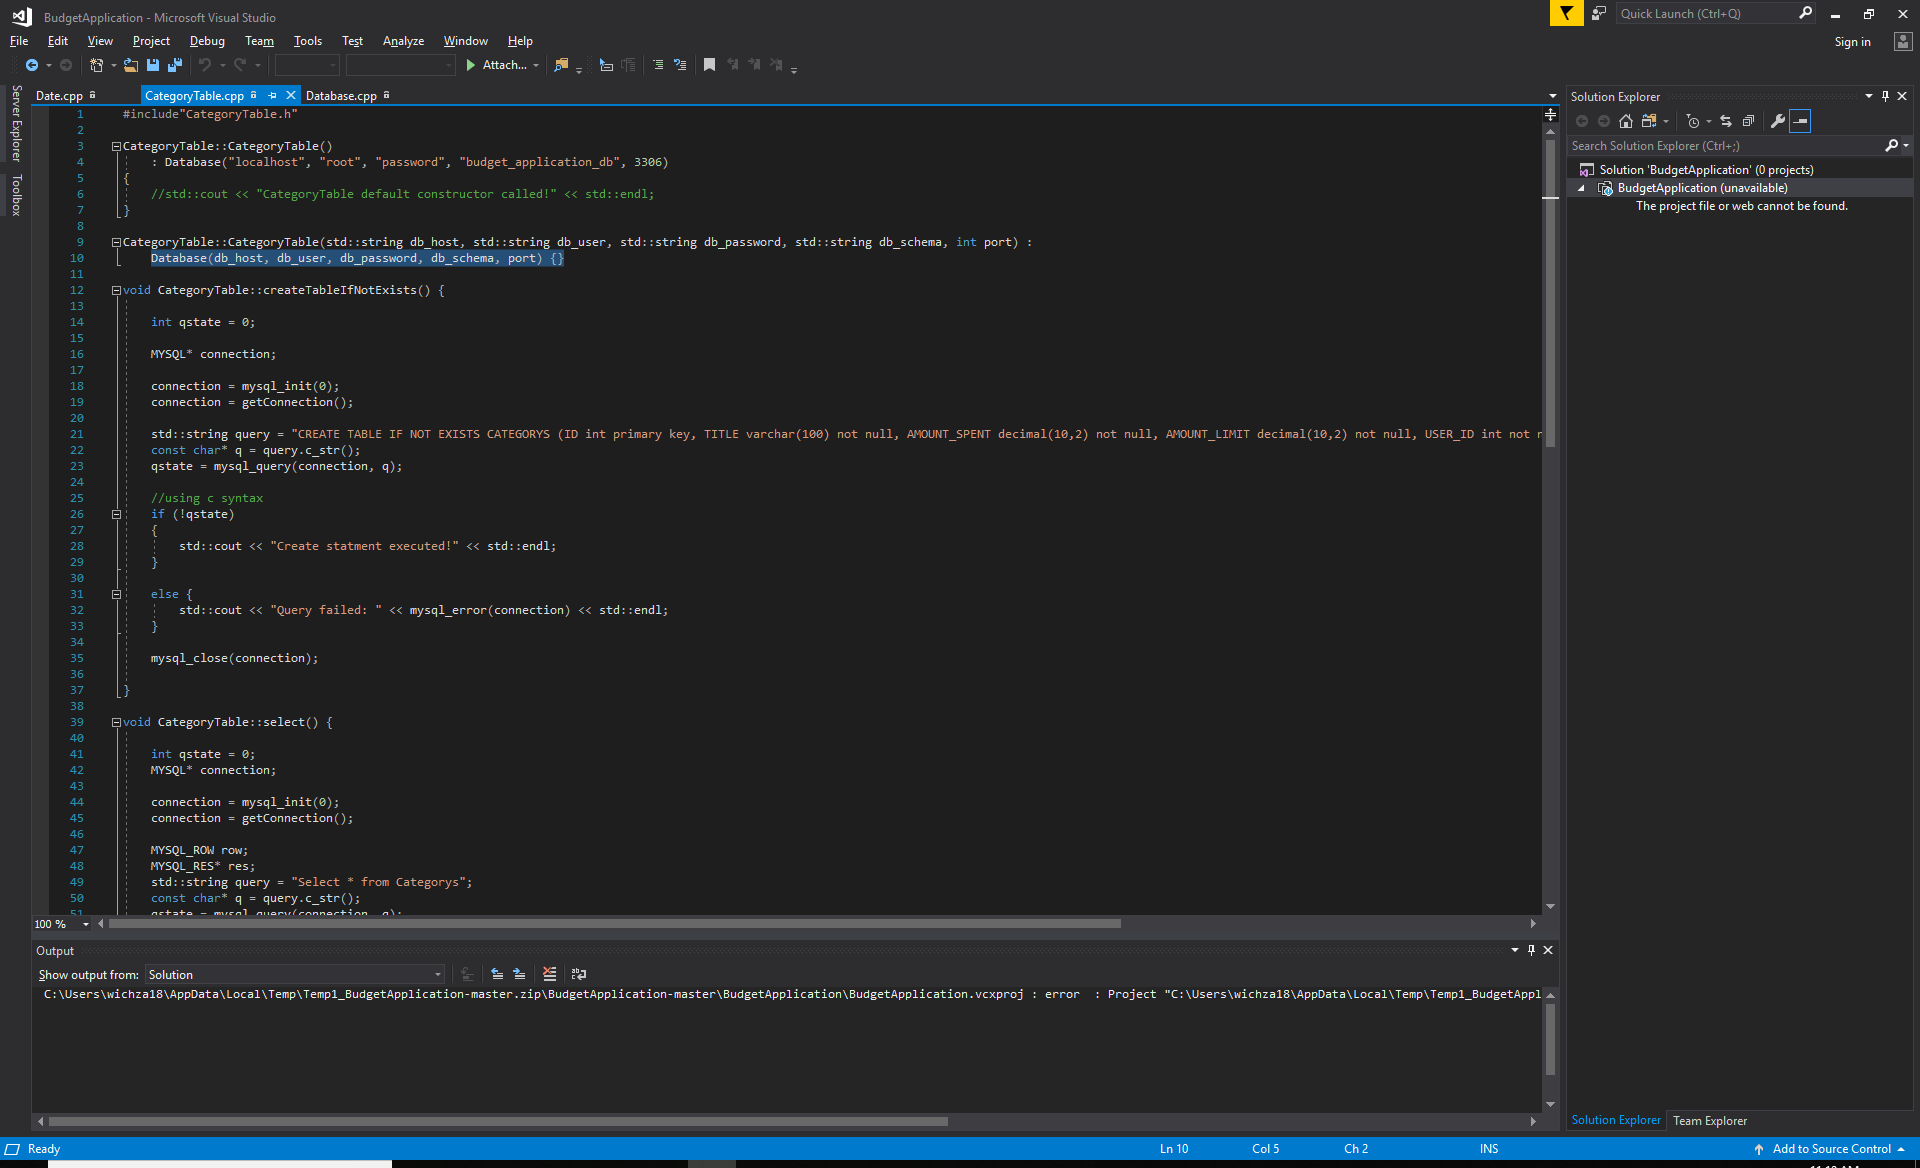 BudgetApplication - Microsoft Visual Studio
Quick Launch (Ctrl+Q)
File Edit View Project Debug Team Tools Test Analyze Window Help
Sign in
Attach...
Server Explorer
Toolbox
Date.cpp CategoryTable.cpp Database.cpp
1 #include"CategoryTable.h"
2
3 CategoryTable::CategoryTable()
4 : Database("localhost", "root", "password", "budget_application_db", 3306)
5 {
6 //std::cout << "CategoryTable default constructor called!" << std::endl;
7 }
8
9 CategoryTable::CategoryTable(std::string db_host, std::string db_user, std::string db_password, std::string db_schema, int port) :
10 Database(db_host, db_user, db_password, db_schema, port) {}
11
12 void CategoryTable::createTableIfNotExists() {
13
14 int qstate = 0;
15
16 MYSQL* connection;
17
18 connection = mysql_init(0);
19 connection = getConnection();
20
21 std::string query = "CREATE TABLE IF NOT EXISTS CATEGORYS (ID int primary key, TITLE varchar(100) not null, AMOUNT_SPENT decimal(10,2) not null, AMOUNT_LIMIT decimal(10,2) not null, USER_ID int not n
22 const char* q = query.c_str();
23 qstate = mysql_query(connection, q);
24
25 //using c syntax
26 if (!qstate)
27 {
28 std::cout << "Create statment executed!" << std::endl;
29 }
30
31 else {
32 std::cout << "Query failed: " << mysql_error(connection) << std::endl;
33 }
34
35 mysql_close(connection);
36
37 }
38
39 void CategoryTable::select() {
40
41 int qstate = 0;
42 MYSQL* connection;
43
44 connection = mysql_init(0);
45 connection = getConnection();
46
47 MYSQL_ROW row;
48 MYSQL_RES* res;
49 std::string query = "Select * from Categorys";
50 const char* q = query.c_str();
51 qstate = mysql_query(connection, q);
100 %
Output
Show output from: Solution
C:\Users\wichza18\AppData\Local\Temp\Temp1_BudgetApplication-master.zip\BudgetApplication-master\BudgetApplication\BudgetApplication.vcxproj : error : Project "C:\Users\wichza18\AppData\Local\Temp\Temp1_BudgetAppl
Solution Explorer
Search Solution Explorer (Ctrl+;)
Solution 'BudgetApplication' (0 projects)
BudgetApplication (unavailable)
The project file or web cannot be found.
Solution Explorer Team Explorer
Ready Ln 10 Col 5 Ch 2 INS Add to Source Control